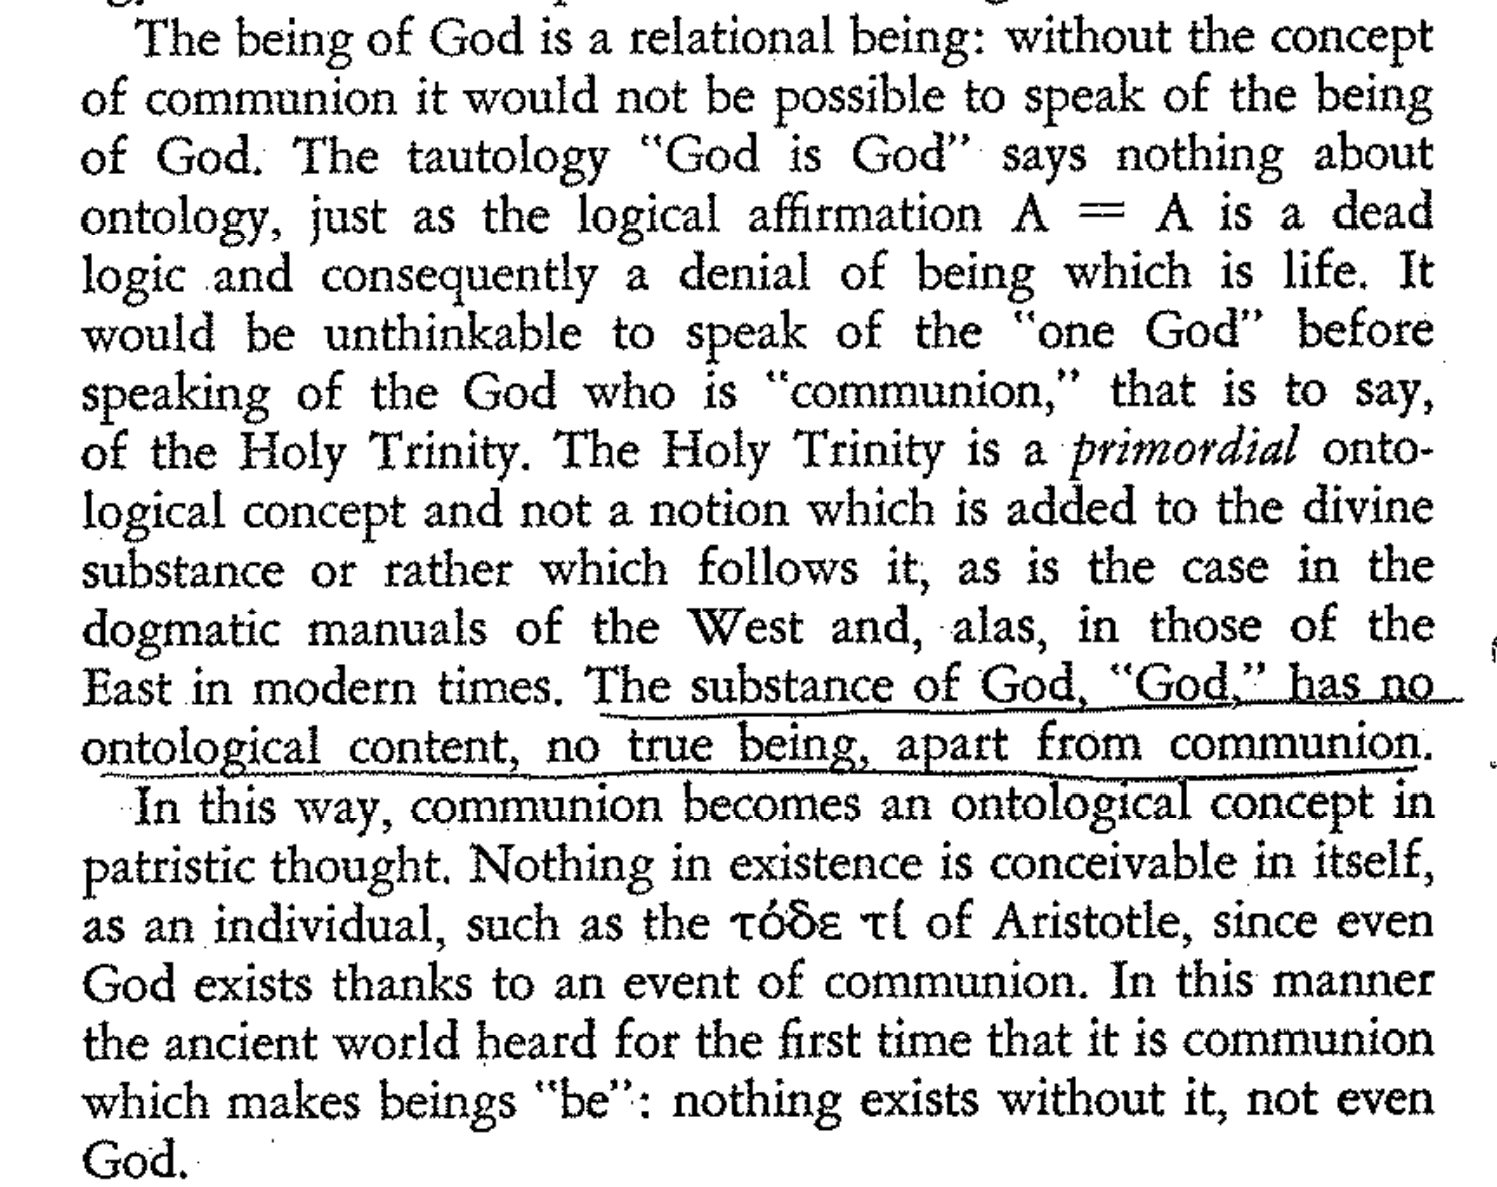 The being of God is a relational being: without the concept
of communion it would not be possible to speak of the being
of God. The tautology “God is God” says nothing about
ontology, just as the logical affirmation A = A is a dead
logic and consequently a denial of being which is life. It
would be unthinkable to speak of the “one God” before
speaking of the God who is “communion,” that is to say,
of the Holy Trinity. The Holy Trinity is a primordial onto-
logical concept and not a notion which is added to the divine
substance or rather which follows it, as is the case in the
dogmatic manuals of the West and, alas, in those of the
East in modern times. The substance of God, “God,” has no
ontological content, no true being, apart from communion.
In this way, communion becomes an ontological concept in
patristic thought. Nothing in existence is conceivable in itself,
as an individual, such as the τόδε τί of Aristotle, since even
God exists thanks to an event of communion. In this manner
the ancient world heard for the first time that it is communion
which makes beings “be”: nothing exists without it, not even
God.